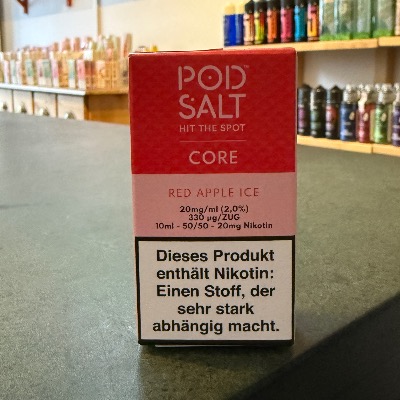 POD
SALT
HIT THE SPOT
CORE
RED APPLE ICE
20mg/ml (2,0%)
330 µg/ZUG
10ml - 50/50 - 20mg Nikotin
Dieses Produkt
enthält Nikotin:
Einen Stoff, der
sehr stark
abhängig macht.